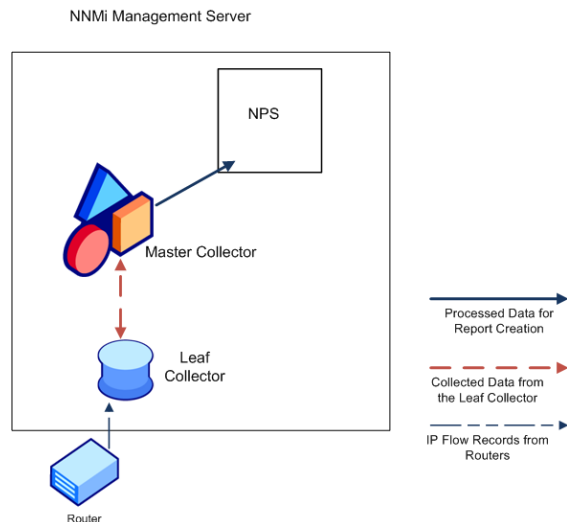 NNMi Management Server
NPS
Master Collector
Leaf
Collector
Router
Processed Data for
Report Creation
Collected Data from
the Leaf Collector
IP Flow Records from
Routers